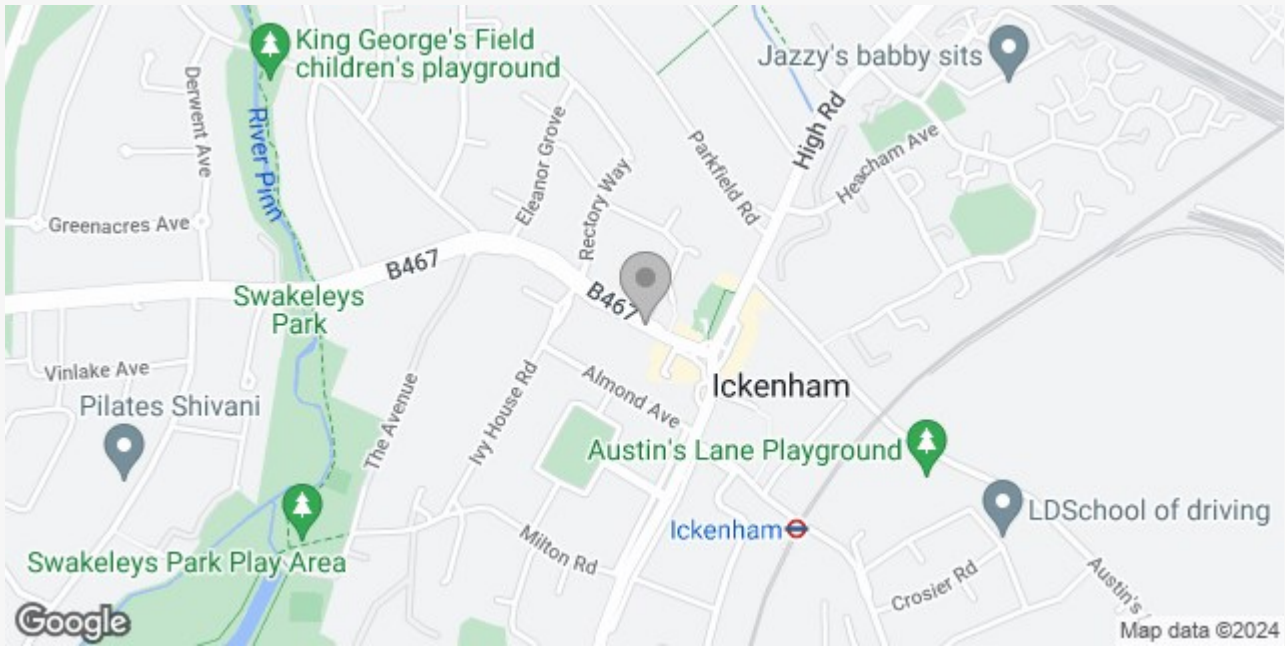 King George's Field
children's playground
Jazzy's babby sits
Derwent Ave
River Pinn
Eleanor Grove
Rectory Way
Parkfield Rd
High Rd
Heacham Ave
Greenacres Ave
B467
Swakeleys
Park
B467
Vinlake Ave
Pilates Shivani
The Avenue
Ivy House Rd
Almond Ave
Ickenham
Austin's Lane Playground
LDSchool of driving
Ickenham
Swakeleys Park Play Area
Milton Rd
Crosier Rd
Austin's
Google
Map data ©2024